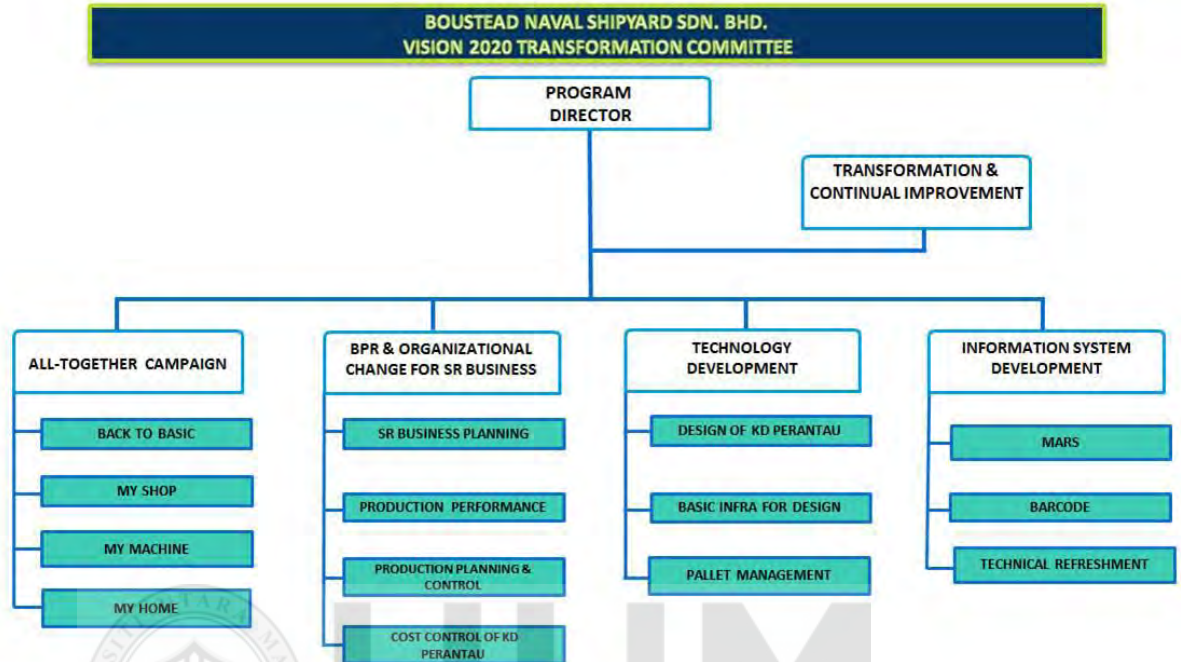 BOUSTEAD NAVAL SHIPYARD SDN. BHD.
VISION 2020 TRANSFORMATION COMMITTEE
PROGRAM
DIRECTOR
TRANSFORMATION &
CONTINUAL IMPROVEMENT
ALL-TOGETHER CAMPAIGN
BACK TO BASIC
MY SHOP
MY MACHINE
MY HOME
BPR & ORGANIZATIONAL
CHANGE FOR SR BUSINESS
SR BUSINESS PLANNING
PRODUCTION PERFORMANCE
PRODUCTION PLANNING &
CONTROL
COST CONTROL OF KD
PERANTAU
TECHNOLOGY
DEVELOPMENT
DESIGN OF KD PERANTAU
BASIC INFRA FOR DESIGN
PALLET MANAGEMENT
INFORMATION SYSTEM
DEVELOPMENT
MARS
BARCODE
TECHNICAL REFRESHMENT